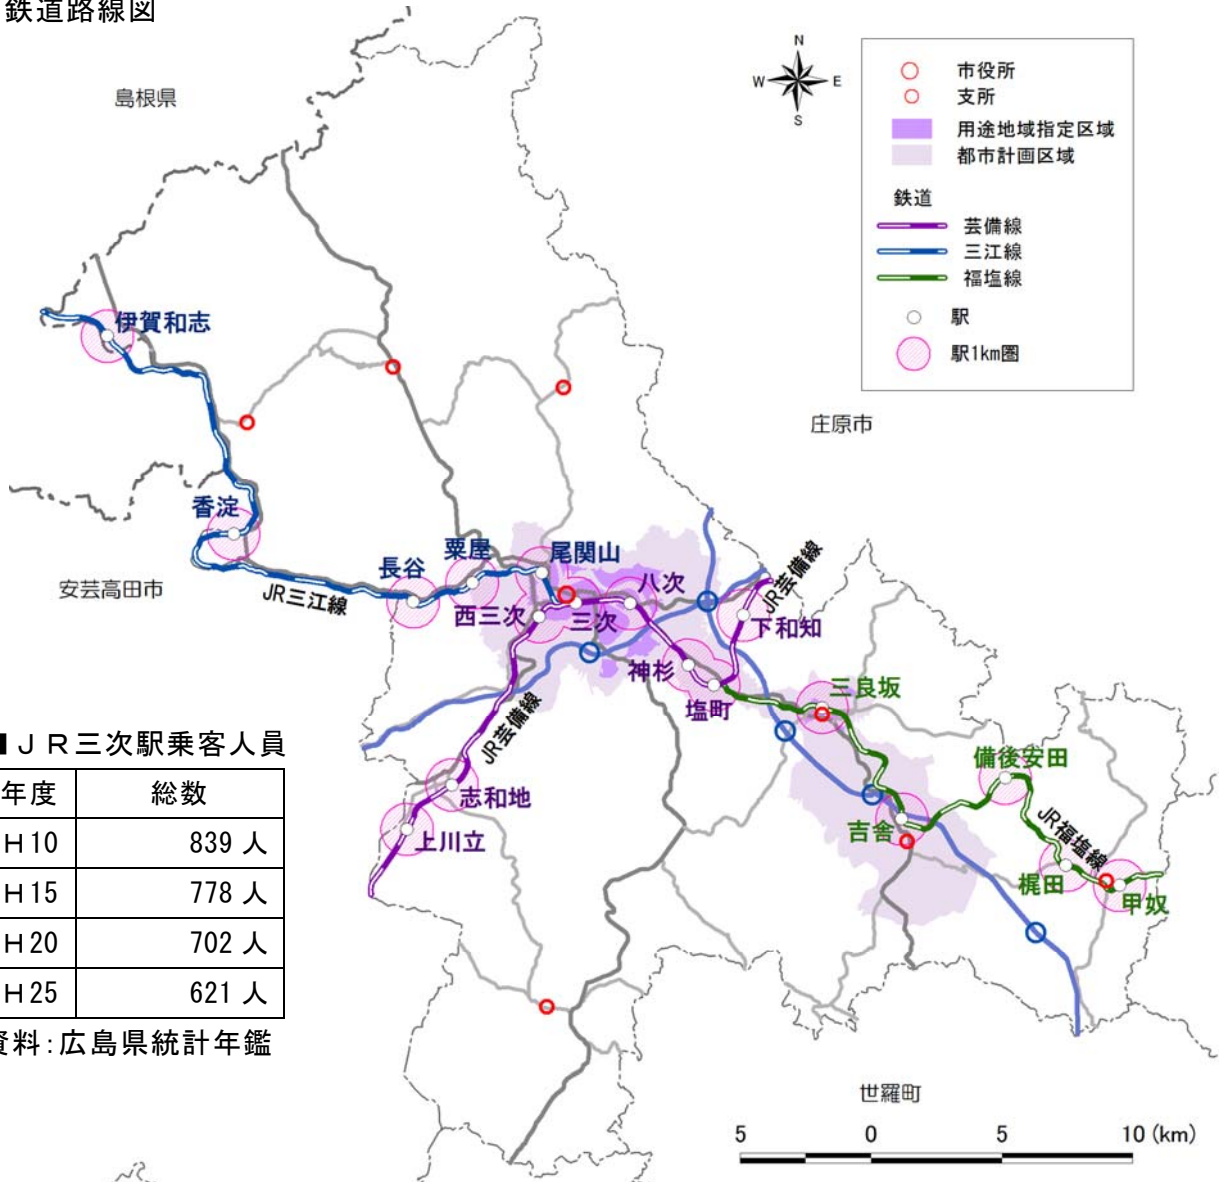 鉄道路線図
N
W
E
S
島根県
市役所
支所
用途地域指定区域
都市計画区域
鉄道
芸備線
三江線
福塩線
駅
駅1km圏
伊賀和志
庄原市
香淀
安芸高田市
JR三江線
長谷
粟屋
尾関山
西三次
三次
八次
JR芸備線
下和知
神杉
塩町
三良坂
JR芸備線
志和地
上川立
備後安田
吉舎
JR福塩線
梶田
甲奴
■ＪＲ三次駅乗客人員
年度 総数
H10 839 人
H15 778 人
H20 702 人
H25 621 人
資料:広島県統計年鑑
世羅町
5 0 5 10 (km)